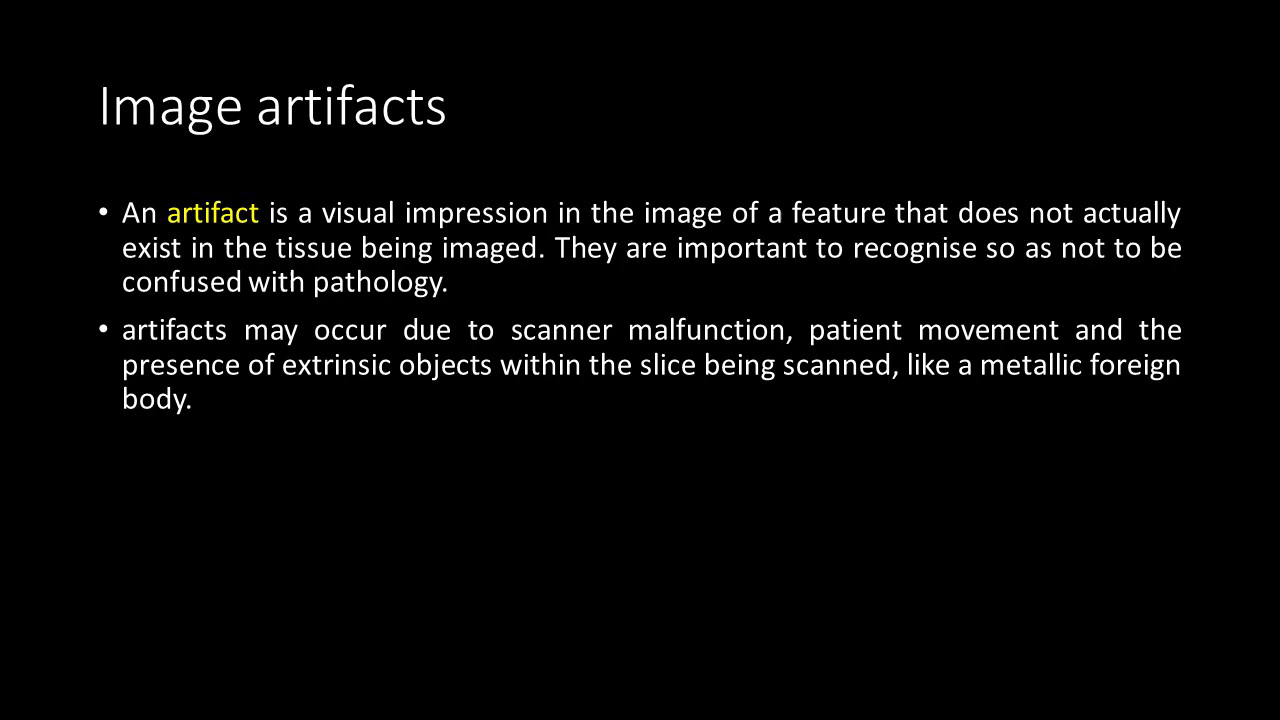 Image artifacts
• An artifact is a visual impression in the image of a feature that does not actually
exist in the tissue being imaged. They are important to recognise so as not to be
confused with pathology.
• artifacts may occur due to scanner malfunction, patient movement and the
presence of extrinsic objects within the slice being scanned, like a metallic foreign
body.